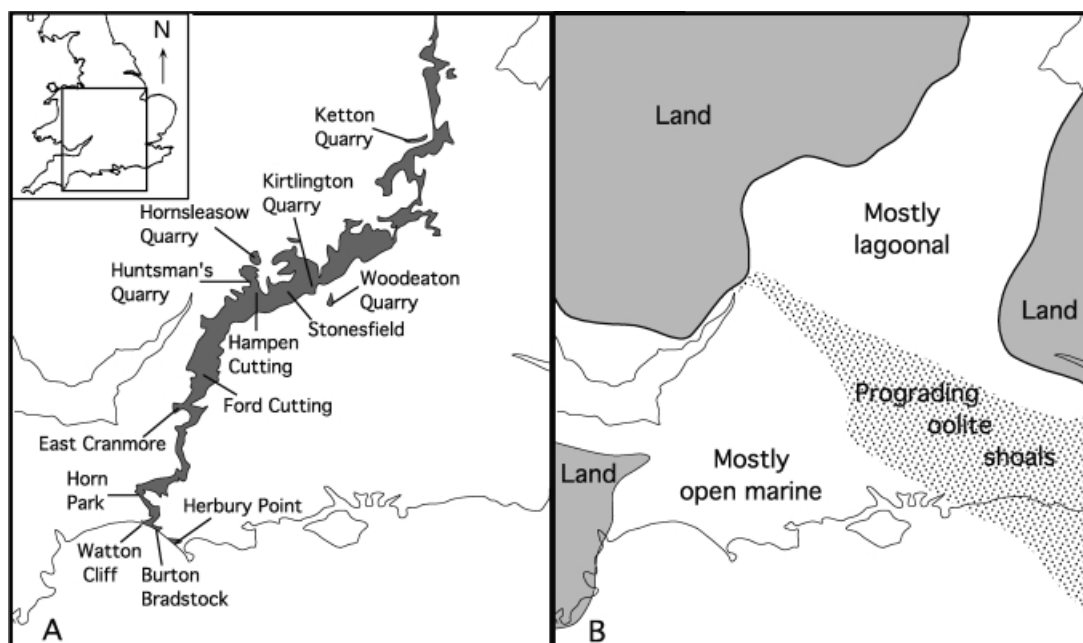 N
Ketton
Quarry
Kirtlington
Quarry
Hornsleasow
Quarry
Huntsman's
Quarry
Woodeaton
Quarry
Stonesfield
Hampen
Cutting
Ford Cutting
East Cranmore
Horn
Park
Herbury Point
Watton
Cliff
Burton
Bradstock
A
Land
Mostly
lagoonal
Land
Prograding
oolite
shoals
Land
Mostly
open marine
B